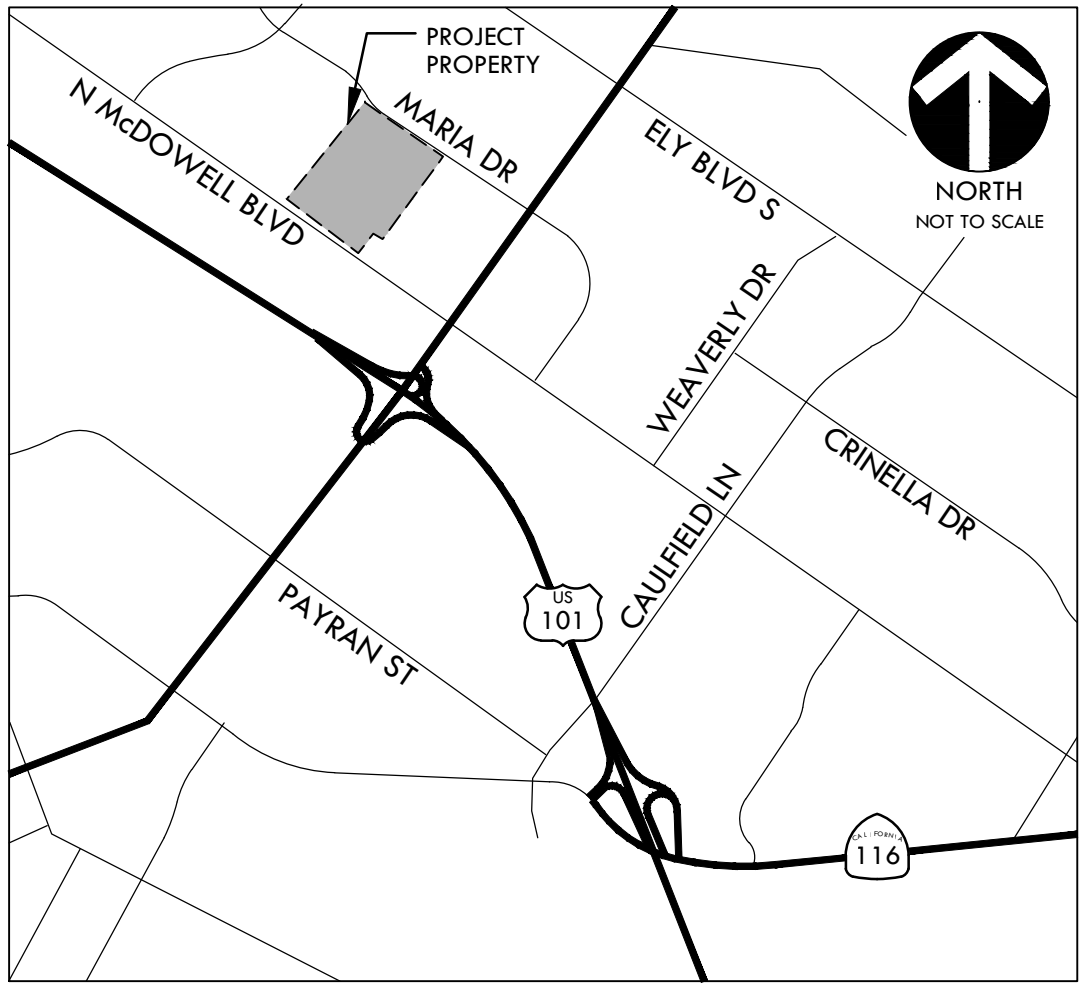 PROJECT
PROPERTY
N McDOWELL BLVD
MARIA DR
ELY BLVD S
NORTH
NOT TO SCALE
WEAVERLY DR
CRINELLA DR
CAULFIELD LN
PAYRAN ST
US
101
CALIFORNIA
116